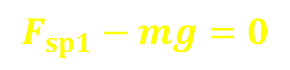 F_sp1 − mg = 0